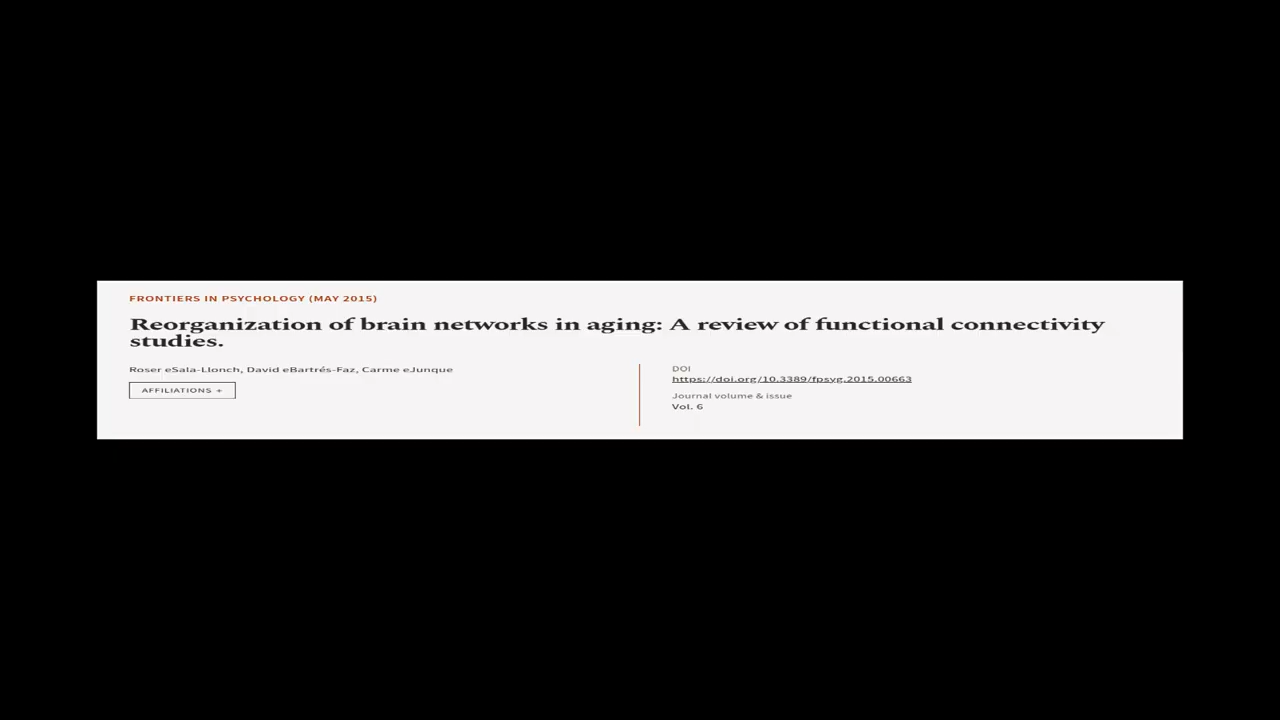 FRONTIERS IN PSYCHOLOGY (MAY 2015)
Reorganization of brain networks in aging: A review of functional connectivity
studies.
Roser eSala-Llonch, David eBartrés-Faz, Carme eJunque
AFFILIATIONS +
DOI
https://doi.org/10.3389/fpsyg.2015.00663
Journal volume & issue
Vol. 6